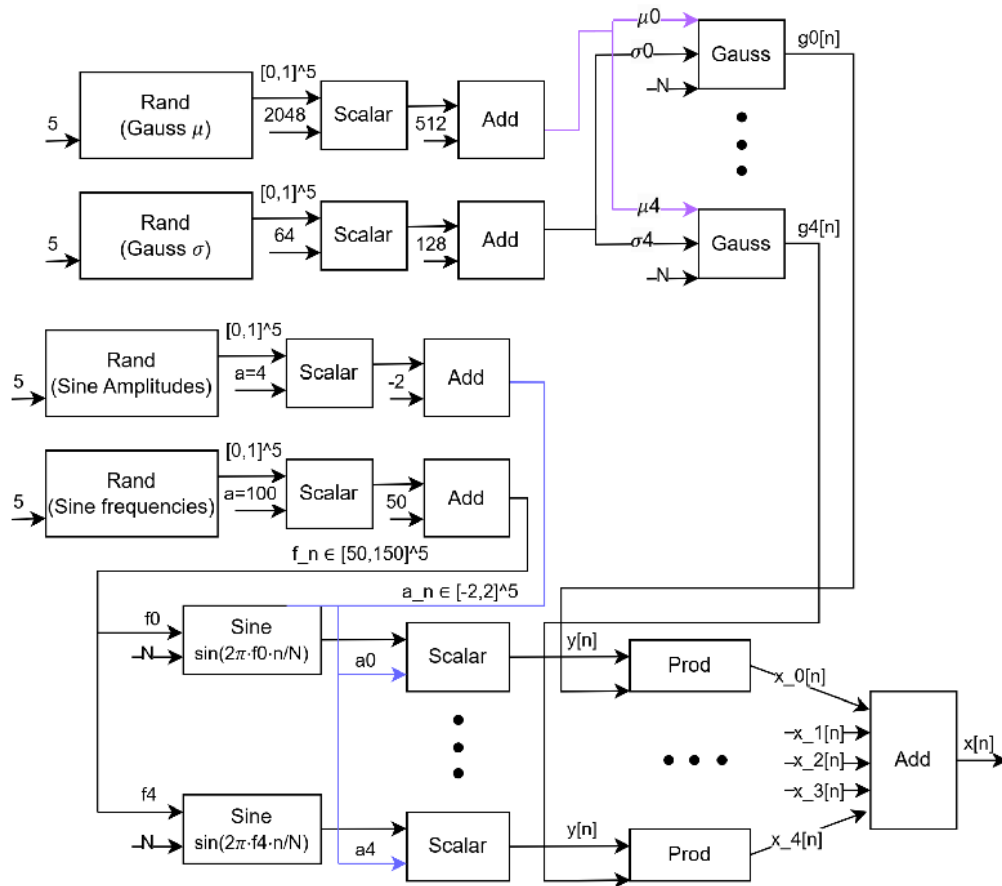 μ0
g0[n]
σ0
Gauss
N
[0,1]^5
Rand
(Gauss μ)
5
2048
Scalar
512
Add
[0,1]^5
Rand
(Gauss σ)
5
64
Scalar
128
Add
μ4
g4[n]
σ4
Gauss
N
[0,1]^5
Rand
(Sine Amplitudes)
5
a=4
Scalar
-2
Add
[0,1]^5
Rand
(Sine frequencies)
5
a=100
Scalar
50
Add
f_n ∈ [50,150]^5
a_n ∈ [-2,2]^5
f0
N
Sine
sin(2π·f0·n/N)
a0
Scalar
y[n]
Prod
x_0[n]
x_1[n]
x_2[n]
x_3[n]
Add
x[n]
f4
N
Sine
sin(2π·f4·n/N)
a4
Scalar
y[n]
Prod
x_4[n]